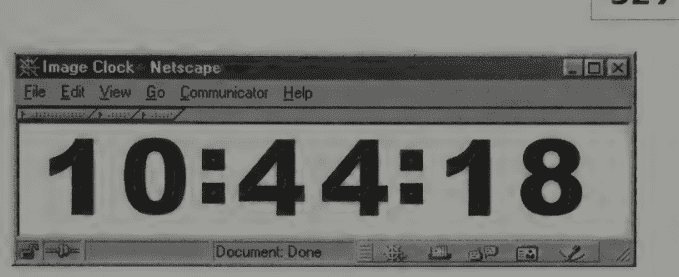 Image Clock - Netscape
File Edit View Go Communicator Help
10:44:18
Document: Done